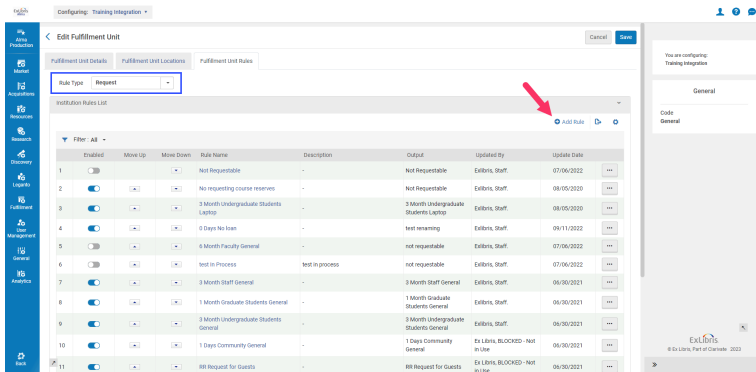 ExLibris
Alma
Configuring: Training Integration
Alma
Production
Market
Acquisitions
Resources
Research
Discovery
Leganto
Fulfillment
User
Management
General
Analytics
Back
Edit Fulfillment Unit
Cancel
Save
Fulfillment Unit Details
Fulfillment Unit Locations
Fulfillment Unit Rules
Rule Type Request
Institution Rules List
Add Rule
Filter: All
Enabled Move Up Move Down Rule Name Description Output Updated By Update Date
1 Not Requestable - Not Requestable Exlibris, Staff. 07/06/2022
2 No requesting course reserves - Not Requestable Exlibris, Staff. 08/05/2020
3 3 Month Undergraduate Students Laptop - 3 Month Undergraduate Students Laptop Exlibris, Staff. 08/05/2020
4 0 Days No loan - test renaming Exlibris, Staff. 09/11/2022
5 6 Month Faculty General - not requestable Exlibris, Staff. 07/06/2022
6 test In Process test in process not requestable Exlibris, Staff. 07/06/2022
7 3 Month Staff General - 3 Month Staff General Exlibris, Staff. 06/30/2021
8 1 Month Graduate Students General - 1 Month Graduate Students General Exlibris, Staff. 06/30/2021
9 3 Month Undergraduate Students General - 3 Month Undergraduate Students General Exlibris, Staff. 06/30/2021
10 1 Days Community General - 1 Days Community General Ex Libris, BLOCKED - Not in Use 06/30/2021
11 RR Request for Guests - RR Request for Guests Ex Libris, BLOCKED - Not in Use 06/30/2021
You are configuring:
Training Integration
General
Code
General
ExLibris
© Ex Libris, Part of Clarivate 2022